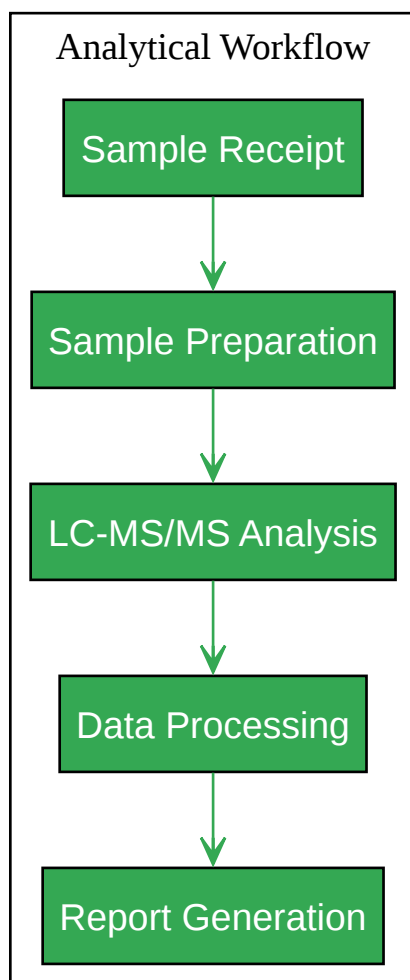 Analytical Workflow
Sample Receipt
Sample Preparation
LC-MS/MS Analysis
Data Processing
Report Generation